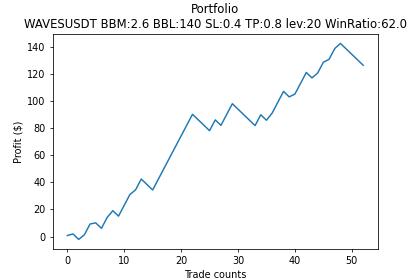 Portfolio
WAVESUSDT BBM:2.6 BBL:140 SL:0.4 TP:0.8 lev:20 WinRatio:62.0
140
120
100
80
60
40
20
0
Profit ($)
0 10 20 30 40 50
Trade counts